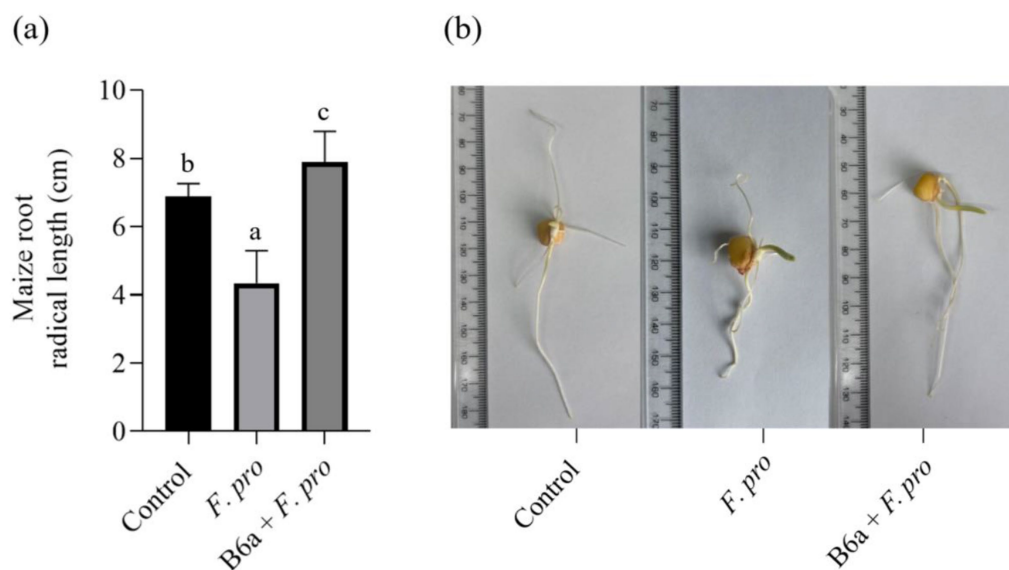 (a)
(b)
Maize root
radical length (cm)
10
8
6
4
2
0
b
a
c
Control
F. pro
B6a + F. pro
Control
F. pro
B6a + F. pro